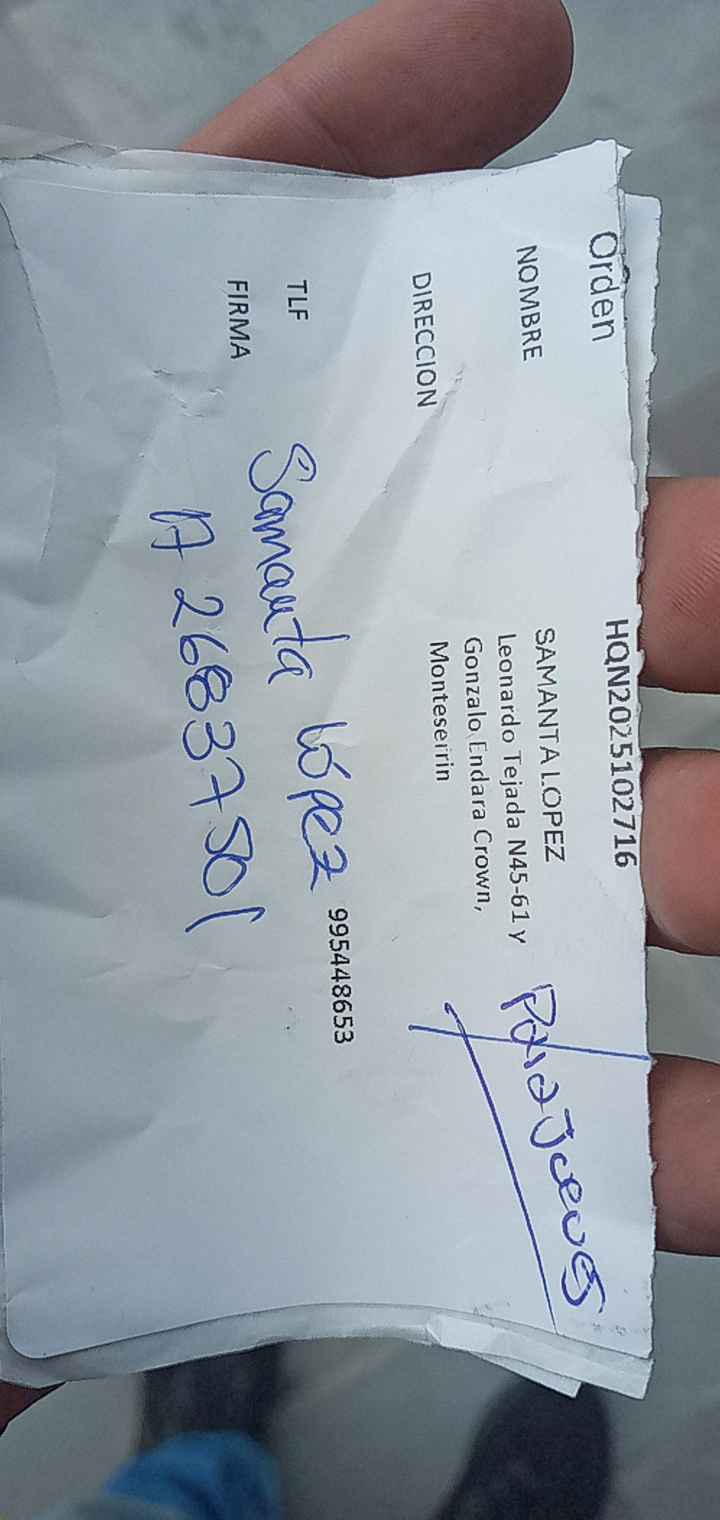 Orden HQN2025102716
NOMBRE SAMANTA LOPEZ
Leonardo Tejada N45-61 y
DIRECCION Gonzalo Endara Crown,
Monteserrin
Para Jueves
TLF 995448653
FIRMA Samanta López
17 26837501